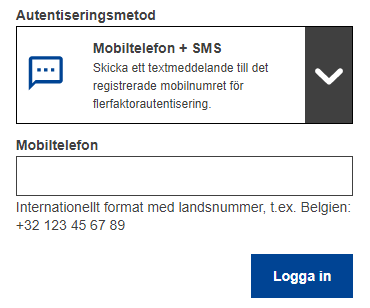 Autentiseringsmetod
Mobiltelefon + SMS
Skicka ett textmeddelande till det
registrerade mobilnumret för
flerfaktorautentisering.
Mobiltelefon
Internationellt format med landsnummer, t.ex. Belgien:
+32 123 45 67 89
Logga in